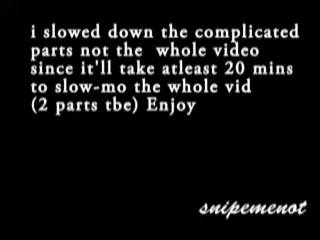 i slowed down the complicated
parts not the whole video
since it'll take atleast 20 mins
to slow-mo the whole vid
(2 parts tbe) Enjoy
snipemenot